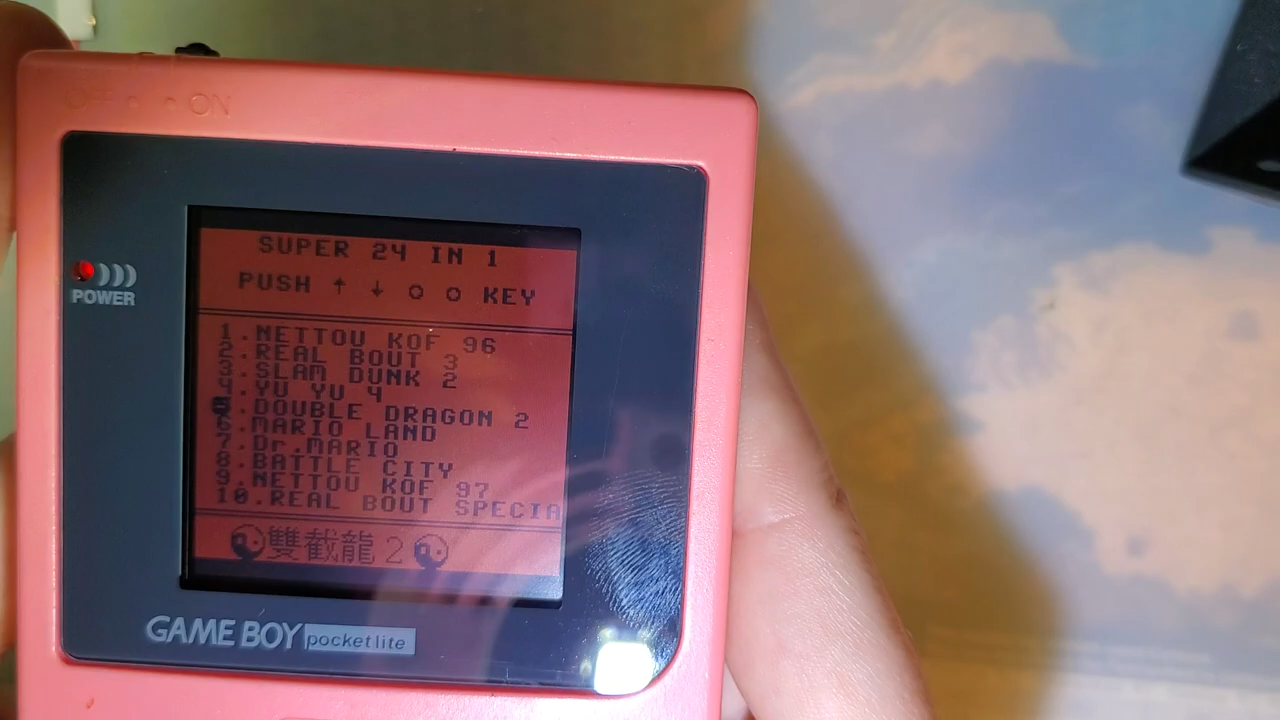 OFF ON
SUPER 24 IN 1
PUSH ↑ ↓ O O KEY
POWER
1.NETTOU KOF 96
2.REAL BOUT 3
3.SLAM DUNK 2
4.YU YU 4
5.DOUBLE DRAGON 2
6.MARIO LAND
7.Dr.MARIO
8.BATTLE CITY
9.NETTOU KOF 97
10.REAL BOUT SPECIA
雙截龍2
GAME BOY pocket lite